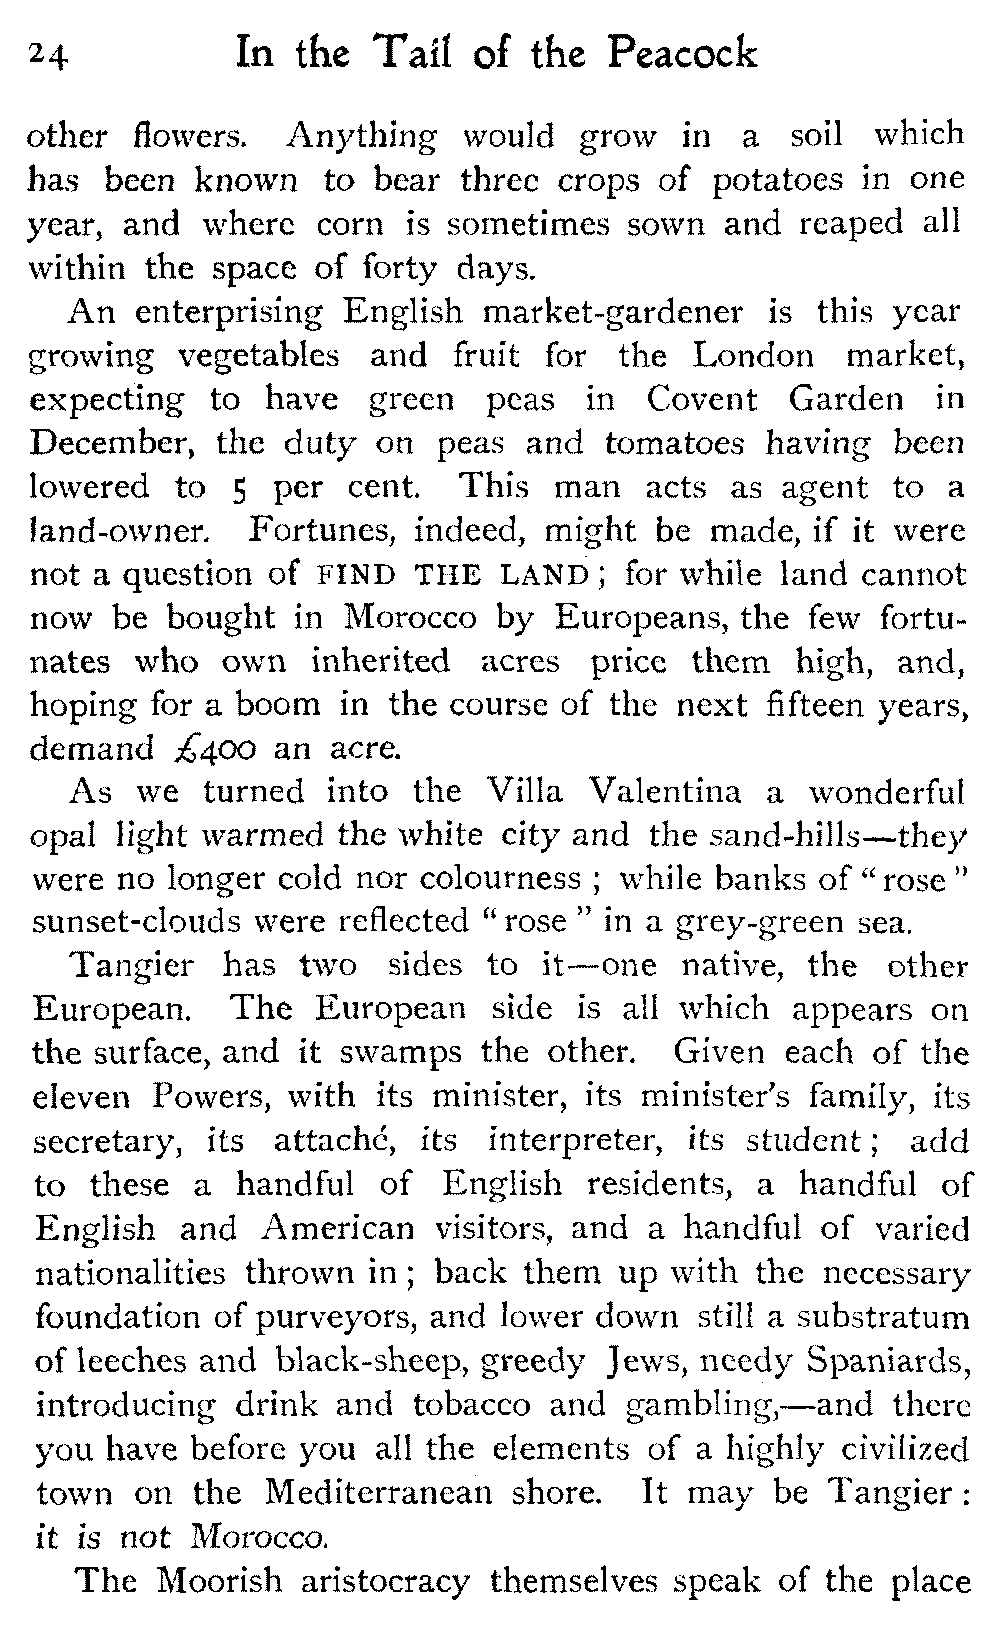 24 In the Tail of the Peacock
other flowers. Anything would grow in a soil which
has been known to bear three crops of potatoes in one
year, and where corn is sometimes sown and reaped all
within the space of forty days.
An enterprising English market-gardener is this year
growing vegetables and fruit for the London market,
expecting to have green peas in Covent Garden in
December, the duty on peas and tomatoes having been
lowered to 5 per cent. This man acts as agent to a
land-owner. Fortunes, indeed, might be made, if it were
not a question of FIND THE LAND; for while land cannot
now be bought in Morocco by Europeans, the few fortu-
nates who own inherited acres price them high, and,
hoping for a boom in the course of the next fifteen years,
demand £400 an acre.
As we turned into the Villa Valentina a wonderful
opal light warmed the white city and the sand-hills—they
were no longer cold nor colourness ; while banks of "rose"
sunset-clouds were reflected "rose" in a grey-green sea.
Tangier has two sides to it—one native, the other
European. The European side is all which appears on
the surface, and it swamps the other. Given each of the
eleven Powers, with its minister, its minister's family, its
secretary, its attaché, its interpreter, its student; add
to these a handful of English residents, a handful of
English and American visitors, and a handful of varied
nationalities thrown in; back them up with the necessary
foundation of purveyors, and lower down still a substratum
of leeches and black-sheep, greedy Jews, needy Spaniards,
introducing drink and tobacco and gambling,—and there
you have before you all the elements of a highly civilized
town on the Mediterranean shore. It may be Tangier:
it is not Morocco.
The Moorish aristocracy themselves speak of the place